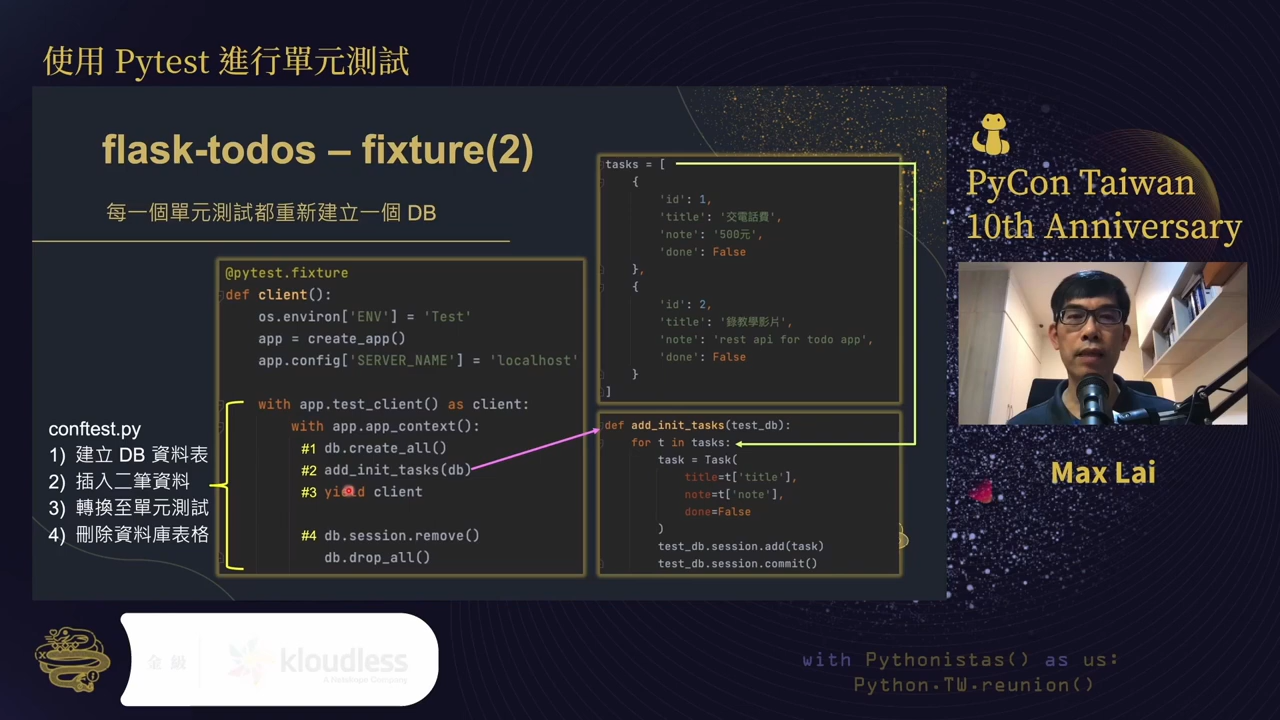 使用 Pytest 進行單元測試
flask-todos – fixture(2)
每一個單元測試都重新建立一個 DB
conftest.py
1) 建立 DB 資料表
2) 插入二筆資料
3) 轉換至單元測試
4) 刪除資料庫表格
@pytest.fixture
def client():
os.environ['ENV'] = 'Test'
app = create_app()
app.config['SERVER_NAME'] = 'localhost'
with app.test_client() as client:
with app.app_context():
#1 db.create_all()
#2 add_init_tasks(db)
#3 yield client
#4 db.session.remove()
db.drop_all()
tasks = [
{
'id': 1,
'title': '交電話費',
'note': '500元',
'done': False
},
{
'id': 2,
'title': '錄教學影片',
'note': 'rest api for todo app',
'done': False
}
]
def add_init_tasks(test_db):
for t in tasks:
task = Task(
title=t['title'],
note=t['note'],
done=False
)
test_db.session.add(task)
test_db.session.commit()
PyCon Taiwan
10th Anniversary
Max Lai
金級
kloudless
with Pythonistas() as us:
Python.TW.reunion()